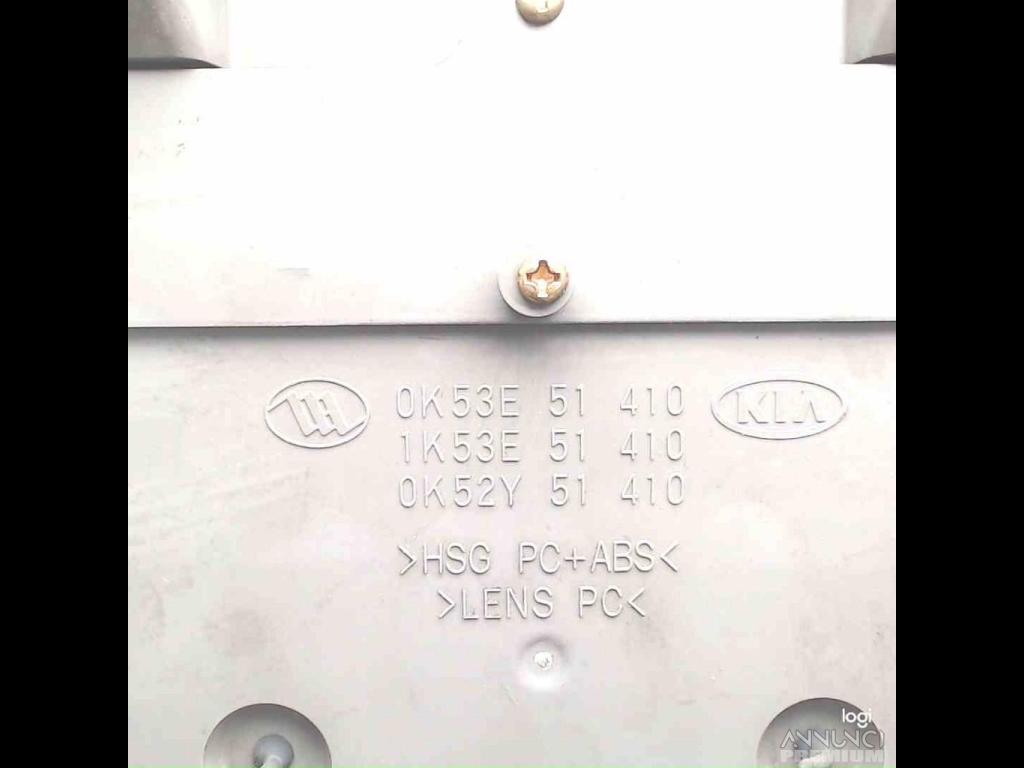 0K53E 51 410
KIA
1K53E 51 410
0K52Y 51 410
>HSG PC+ABS<
>LENS PC<
logi
ANNUNCI
PREMIUM